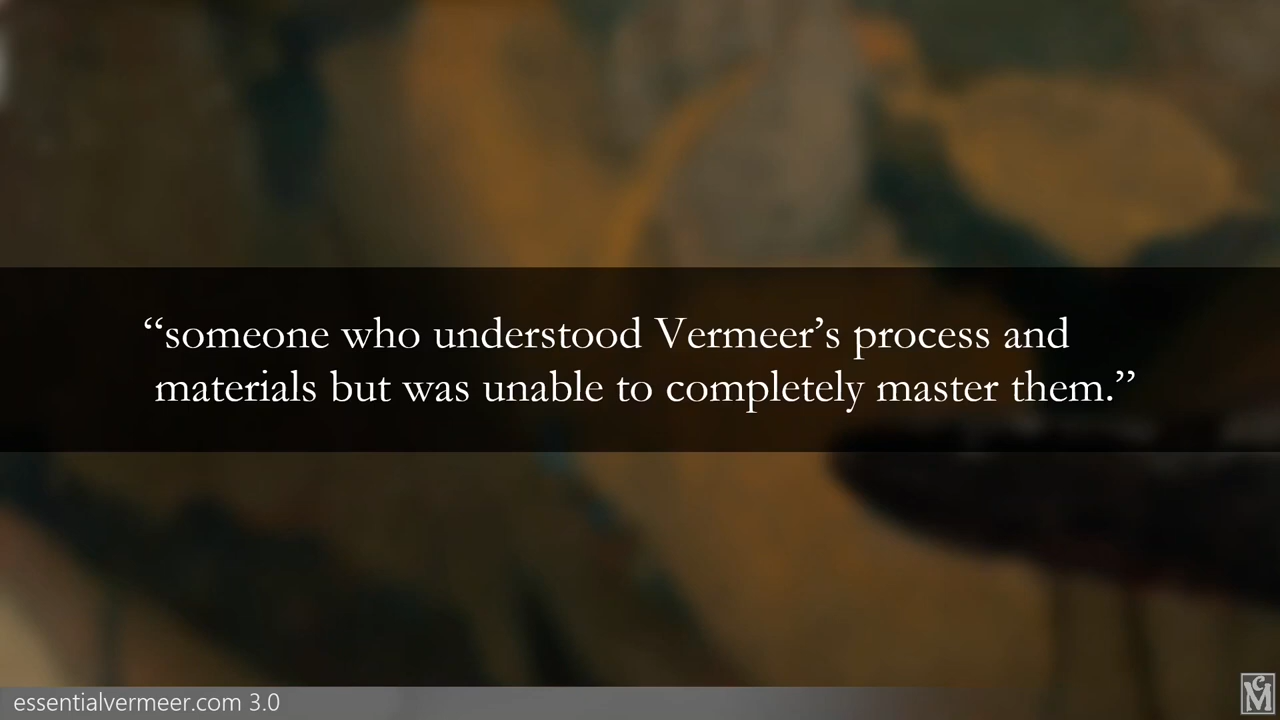 “someone who understood Vermeer’s process and
materials but was unable to completely master them.”
essentialvermeer.com 3.0